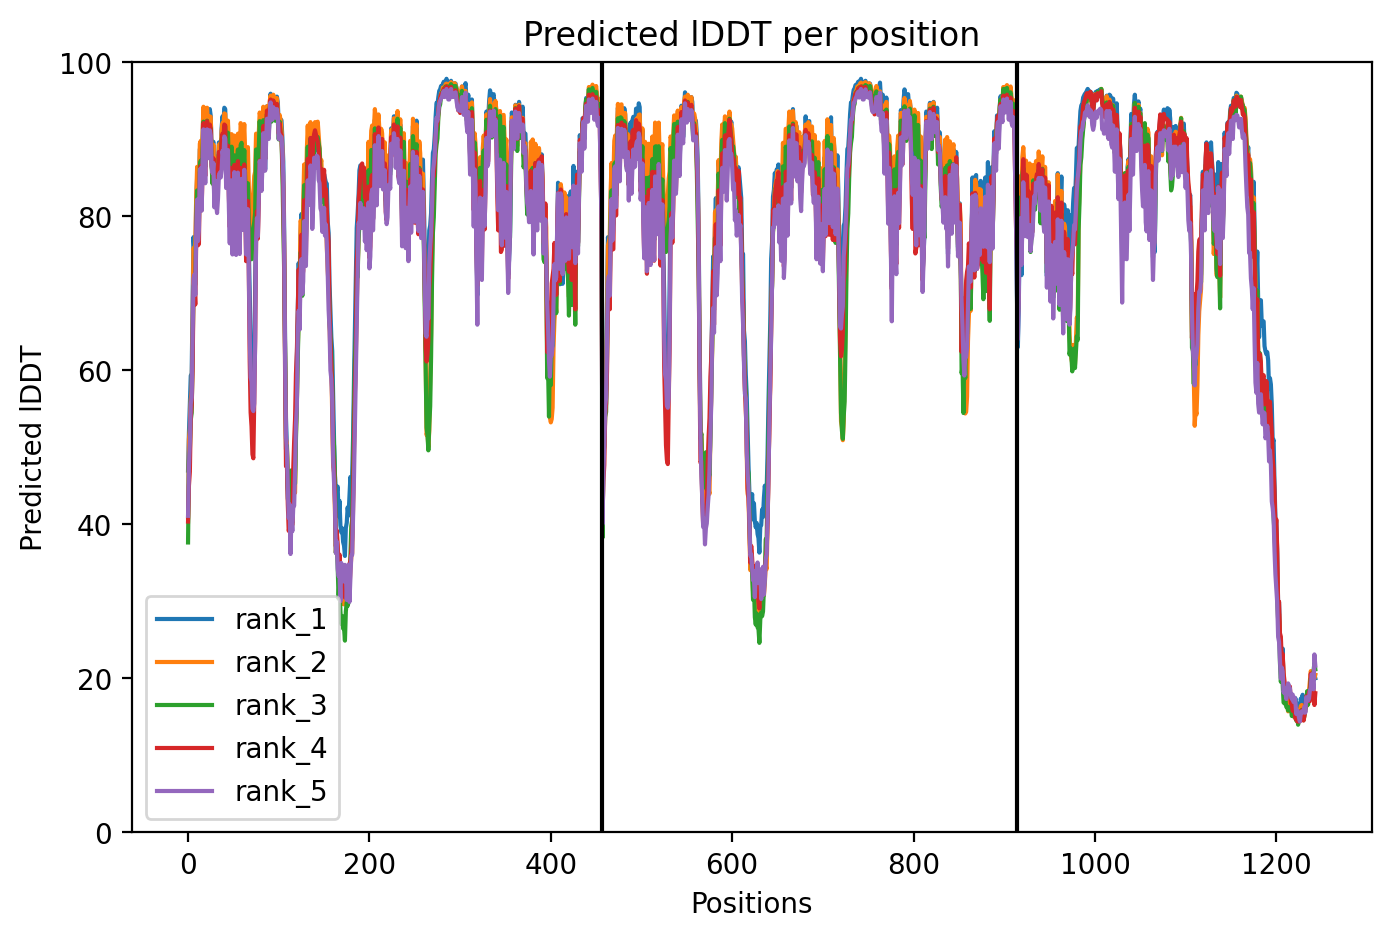 Predicted lDDT per position
Predicted lDDT
100
80
60
40
20
0
rank_1
rank_2
rank_3
rank_4
rank_5
0 200 400 600 800 1000 1200
Positions